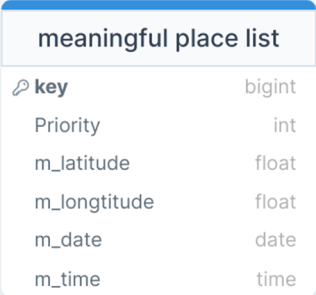 meaningful place list
key bigint
Priority int
m_latitude float
m_longtitude float
m_date date
m_time time